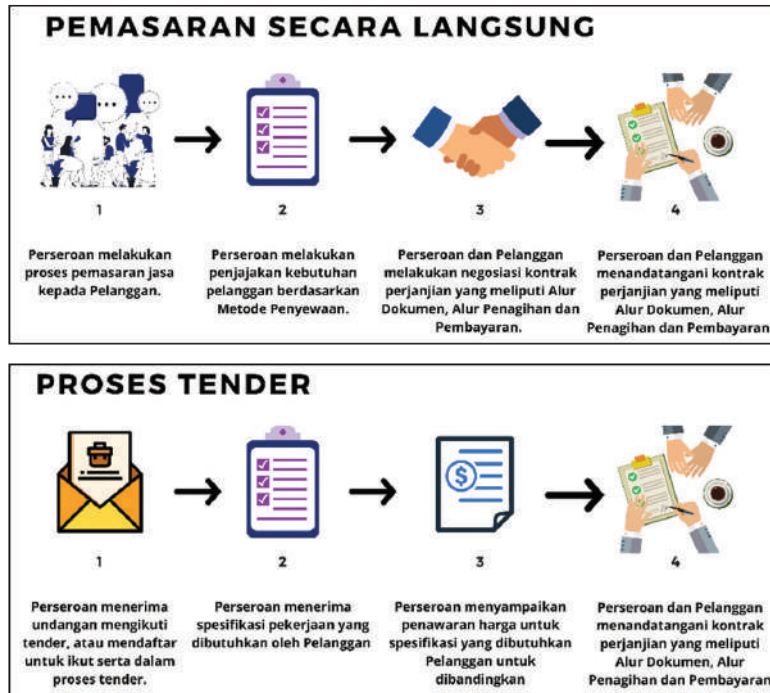 PEMASARAN SECARA LANGSUNG
1
Perseroan melakukan
proses pemasaran jasa
kepada Pelanggan.
2
Perseroan melakukan
penjajakan kebutuhan
pelanggan berdasarkan
Metode Penyewaan.
3
Perseroan dan Pelanggan
melakukan negosiasi kontrak
perjanjian yang meliputi Alur
Dokumen, Alur Penagihan dan
Pembayaran.
4
Perseroan dan Pelanggan
menandatangani kontrak
perjanjian yang meliputi
Alur Dokumen, Alur
Penagihan dan Pembayaran
PROSES TENDER
$
1
Perseroan menerima
undangan mengikuti
tender, atau mendaftar
untuk ikut serta dalam
proses tender.
2
Perseroan menerima
spesifikasi pekerjaan yang
dibutuhkan oleh Pelanggan
3
Perseroan menyampaikan
penawaran harga untuk
spesifikasi yang dibutuhkan
Pelanggan untuk
dibandingkan
4
Perseroan dan Pelanggan
menandatangani kontrak
perjanjian yang meliputi
Alur Dokumen, Alur
Penagihan dan Pembayaran